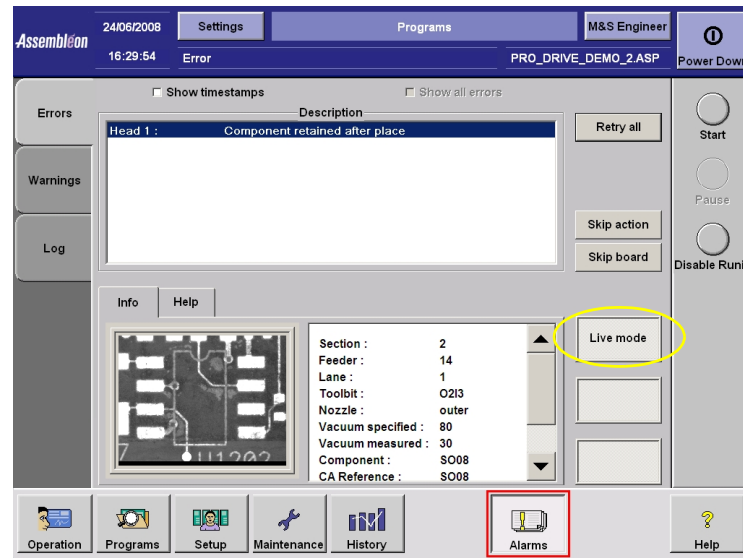 Assembléon
24/06/2008
Settings
Programs
M&S Engineer
16:29:54
Error
PRO_DRIVE_DEMO_2.ASP
Power Down
Errors
Warnings
Log
Show timestamps
Show all errors
Description
Head 1 : Component retained after place
Retry all
Skip action
Skip board
Start
Pause
Disable Runi
Info
Help
Section : 2
Feeder : 14
Lane : 1
Toolbit : O2I3
Nozzle : outer
Vacuum specified : 80
Vacuum measured : 30
Component : SO08
CA Reference : SO08
7 U1202
Live mode
Operation
Programs
Setup
Maintenance
History
Alarms
Help